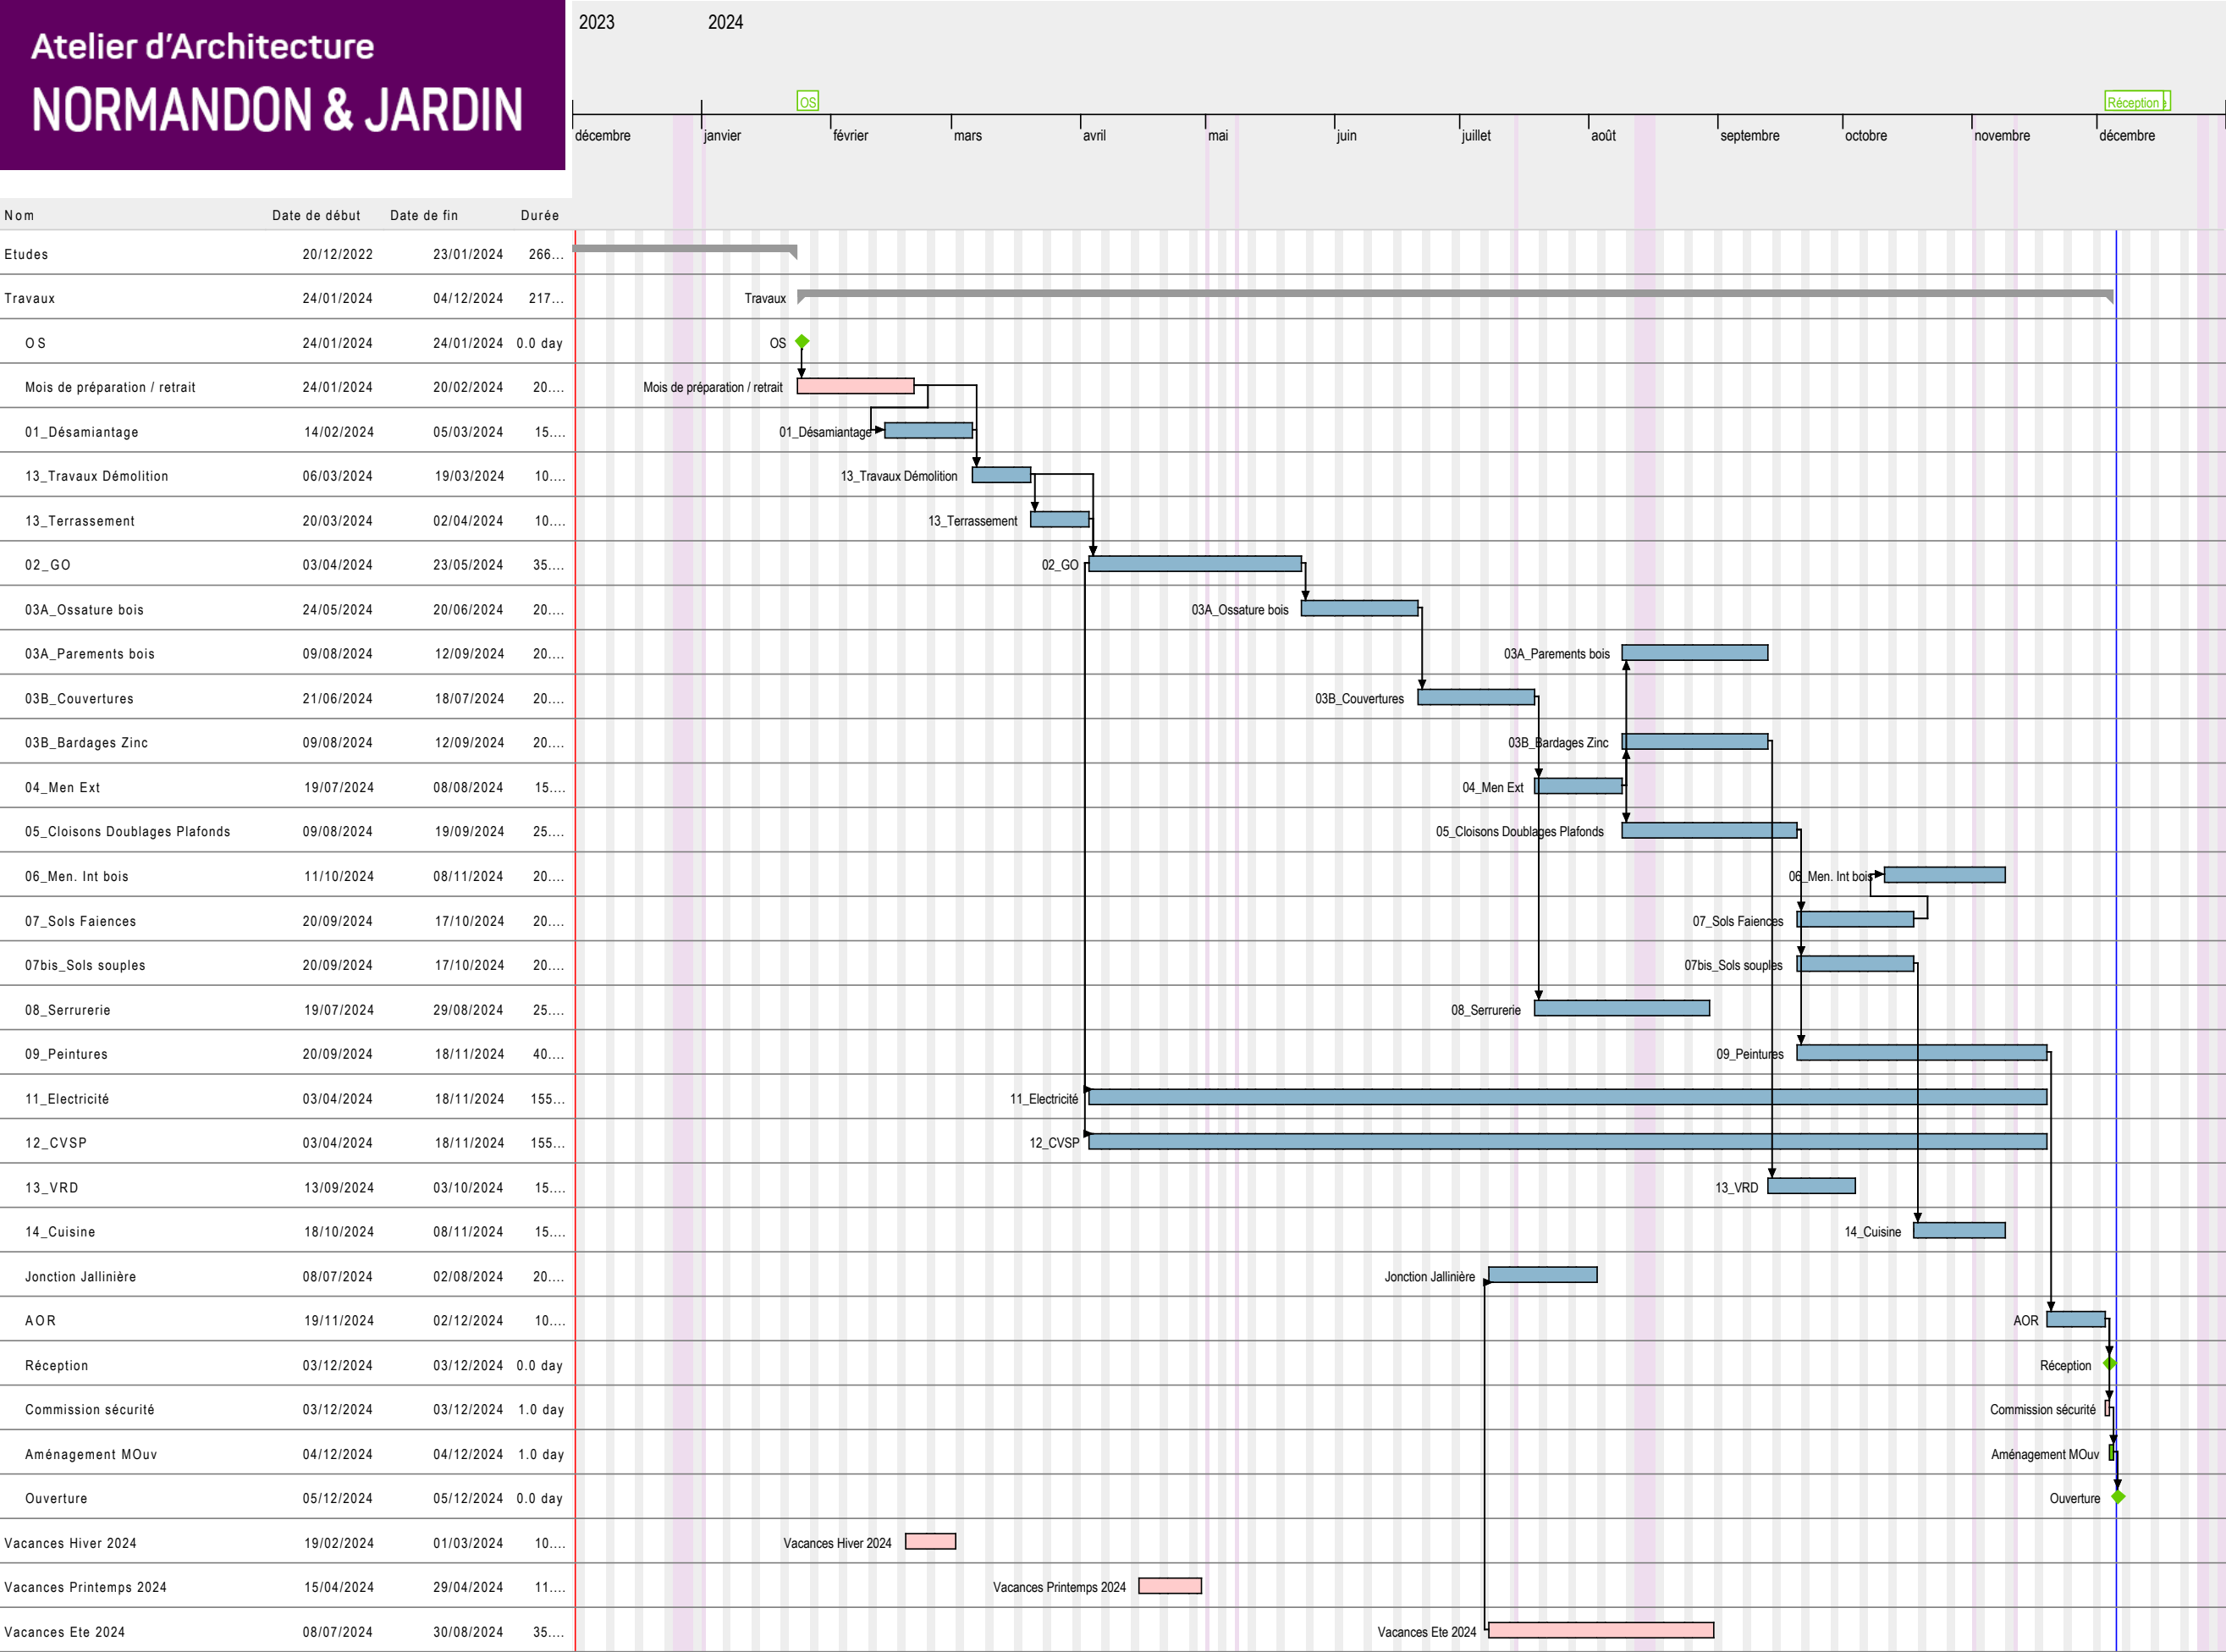 Atelier d'Architecture
NORMANDON & JARDIN
2023 2024
OS Réception
décembre janvier février mars avril mai juin juillet août septembre octobre novembre décembre
Nom Date de début Date de fin Durée
Etudes 20/12/2022 23/01/2024 266...
Travaux 24/01/2024 04/12/2024 217... Travaux
OS 24/01/2024 24/01/2024 0.0 day OS
Mois de préparation / retrait 24/01/2024 20/02/2024 20.... Mois de préparation / retrait
01_Désamiantage 14/02/2024 05/03/2024 15.... 01_Désamiantage
13_Travaux Démolition 06/03/2024 19/03/2024 10.... 13_Travaux Démolition
13_Terrassement 20/03/2024 02/04/2024 10.... 13_Terrassement
02_GO 03/04/2024 23/05/2024 35.... 02_GO
03A_Ossature bois 24/05/2024 20/06/2024 20.... 03A_Ossature bois
03A_Parements bois 09/08/2024 12/09/2024 20.... 03A_Parements bois
03B_Couvertures 21/06/2024 18/07/2024 20.... 03B_Couvertures
03B_Bardages Zinc 09/08/2024 12/09/2024 20.... 03B_Bardages Zinc
04_Men Ext 19/07/2024 08/08/2024 15.... 04_Men Ext
05_Cloisons Doublages Plafonds 09/08/2024 19/09/2024 25.... 05_Cloisons Doublages Plafonds
06_Men. Int bois 11/10/2024 08/11/2024 20.... 06_Men. Int bois
07_Sols Faiences 20/09/2024 17/10/2024 20.... 07_Sols Faiences
07bis_Sols souples 20/09/2024 17/10/2024 20.... 07bis_Sols souples
08_Serrurerie 19/07/2024 29/08/2024 25.... 08_Serrurerie
09_Peintures 20/09/2024 18/11/2024 40.... 09_Peintures
11_Electricité 03/04/2024 18/11/2024 155... 11_Electricité
12_CVSP 03/04/2024 18/11/2024 155... 12_CVSP
13_VRD 13/09/2024 03/10/2024 15.... 13_VRD
14_Cuisine 18/10/2024 08/11/2024 15.... 14_Cuisine
Jonction Jallinière 08/07/2024 02/08/2024 20.... Jonction Jallinière
AOR 19/11/2024 02/12/2024 10.... AOR
Réception 03/12/2024 03/12/2024 0.0 day Réception
Commission sécurité 03/12/2024 03/12/2024 1.0 day Commission sécurité
Aménagement MOuv 04/12/2024 04/12/2024 1.0 day Aménagement MOuv
Ouverture 05/12/2024 05/12/2024 0.0 day Ouverture
Vacances Hiver 2024 19/02/2024 01/03/2024 10.... Vacances Hiver 2024
Vacances Printemps 2024 15/04/2024 29/04/2024 11.... Vacances Printemps 2024
Vacances Ete 2024 08/07/2024 30/08/2024 35.... Vacances Ete 2024